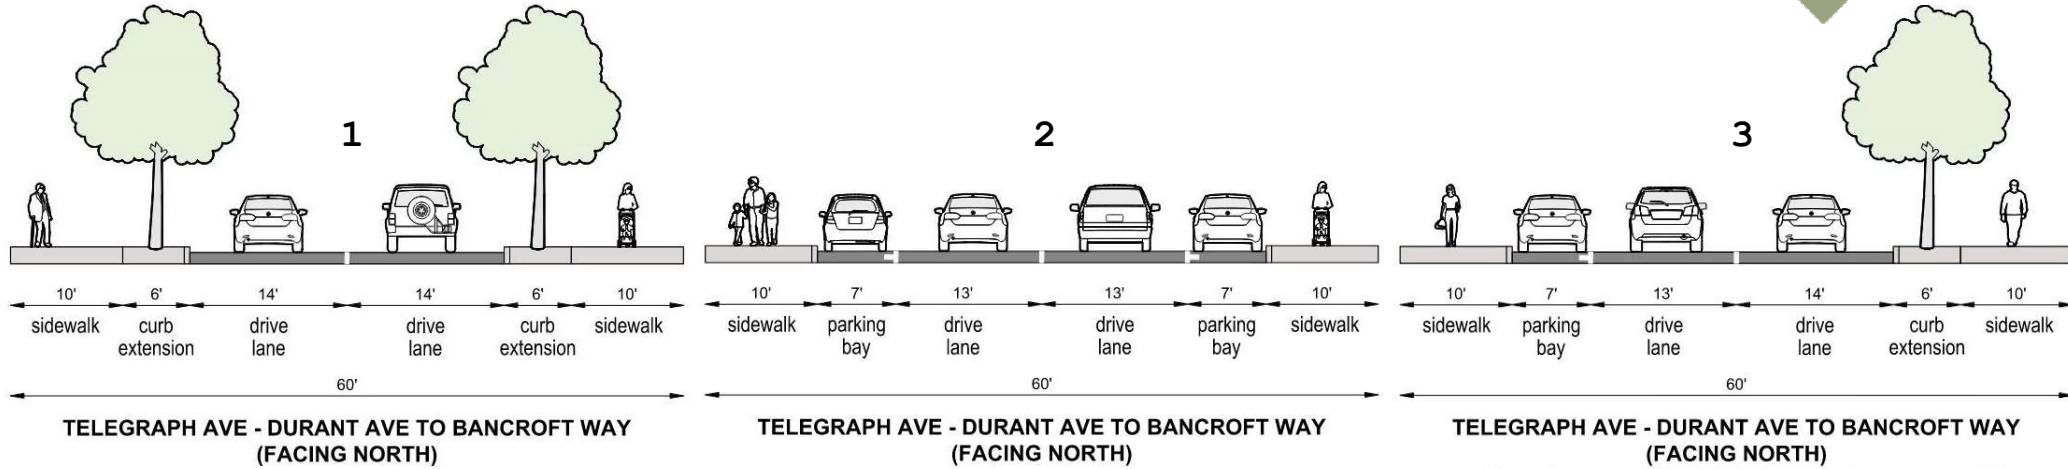 1
10' 6' 14' 14' 6' 10'
sidewalk curb drive drive curb sidewalk
extension lane lane extension
60'
TELEGRAPH AVE - DURANT AVE TO BANCROFT WAY
(FACING NORTH)
2
10' 7' 13' 13' 7' 10'
sidewalk parking drive drive parking sidewalk
bay lane lane bay
60'
TELEGRAPH AVE - DURANT AVE TO BANCROFT WAY
(FACING NORTH)
3
10' 7' 13' 14' 6' 10'
sidewalk parking drive drive curb sidewalk
bay lane lane extension
60'
TELEGRAPH AVE - DURANT AVE TO BANCROFT WAY
(FACING NORTH)